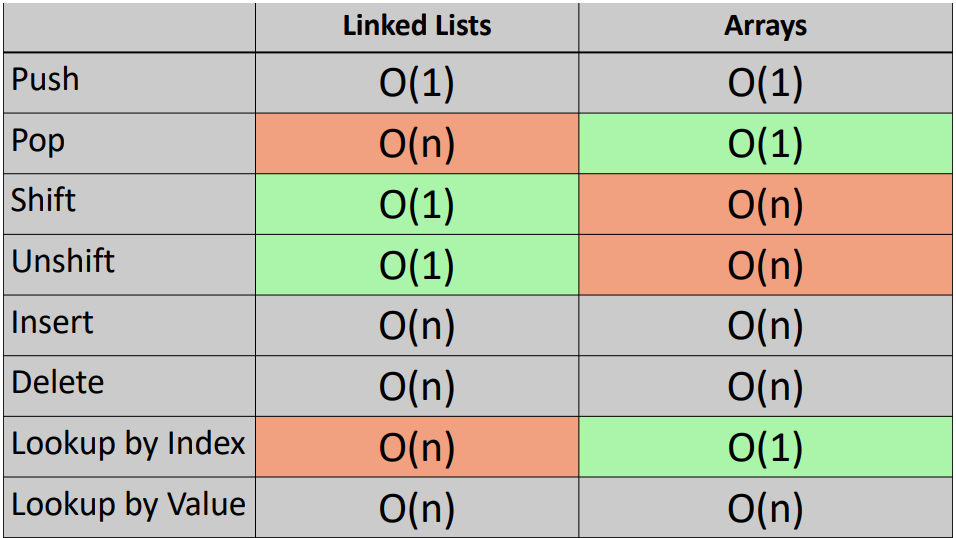 Linked Lists Arrays
Push O(1) O(1)
Pop O(n) O(1)
Shift O(1) O(n)
Unshift O(1) O(n)
Insert O(n) O(n)
Delete O(n) O(n)
Lookup by Index O(n) O(1)
Lookup by Value O(n) O(n)